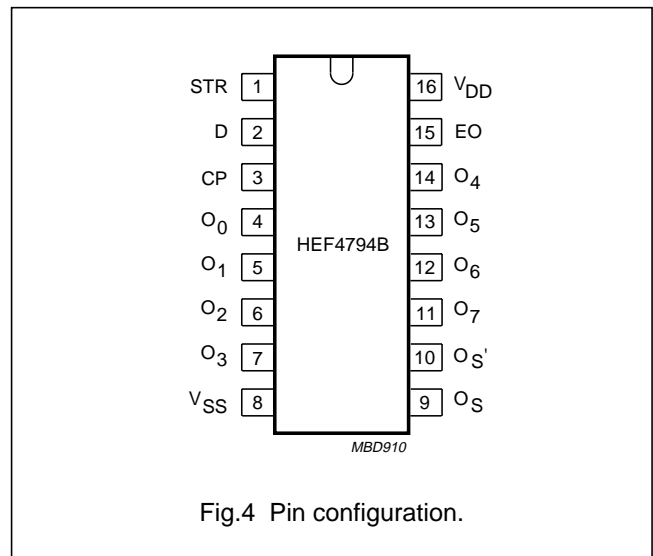 STR 1 16 VDD
D 2 15 EO
CP 3 14 O4
O0 4 13 O5
HEF4794B
O1 5 12 O6
O2 6 11 O7
O3 7 10 OS'
VSS 8 9 OS
MBD910
Fig.4 Pin configuration.